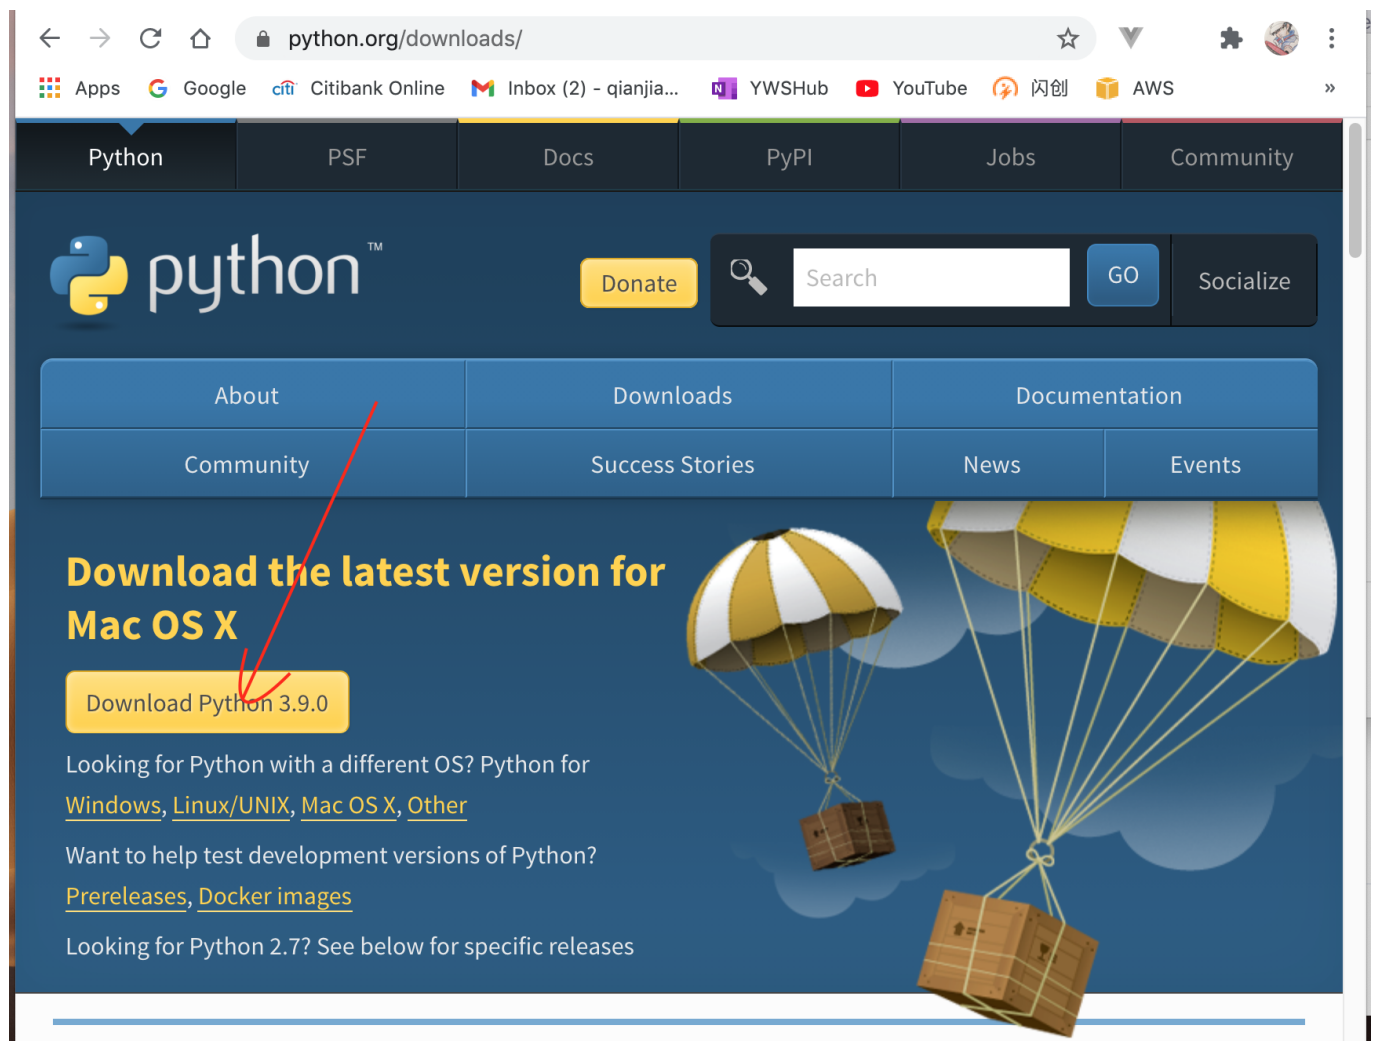 python.org/downloads/
Apps Google citi Citibank Online Inbox (2) - qianjia... N YWSHub YouTube 闪创 AWS »
Python PSF Docs PyPI Jobs Community
python™ Donate Search GO Socialize
About Downloads Documentation
Community Success Stories News Events
Download the latest version for
Mac OS X
Download Python 3.9.0
Looking for Python with a different OS? Python for
Windows, Linux/UNIX, Mac OS X, Other
Want to help test development versions of Python?
Prereleases, Docker images
Looking for Python 2.7? See below for specific releases